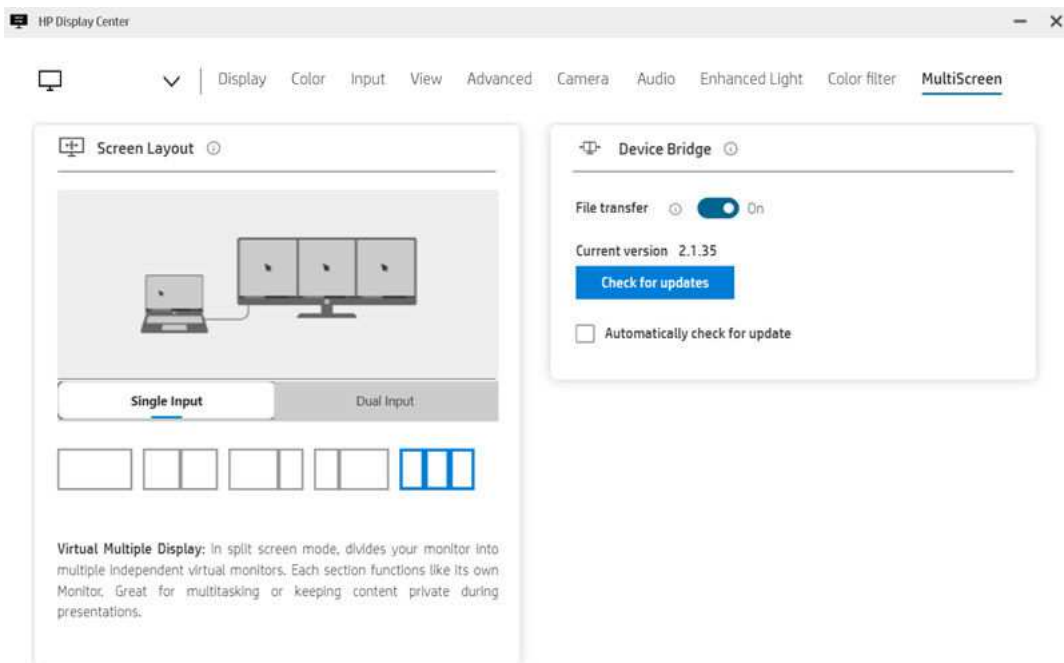 HP Display Center
Display Color Input View Advanced Camera Audio Enhanced Light Color filter MultiScreen
Screen Layout
Single Input Dual Input
Virtual Multiple Display: In split screen mode, divides your monitor into
multiple independent virtual monitors. Each section functions like its own
Monitor. Great for multitasking or keeping content private during
presentations.
Device Bridge
File transfer On
Current version 2.1.35
Check for updates
Automatically check for update